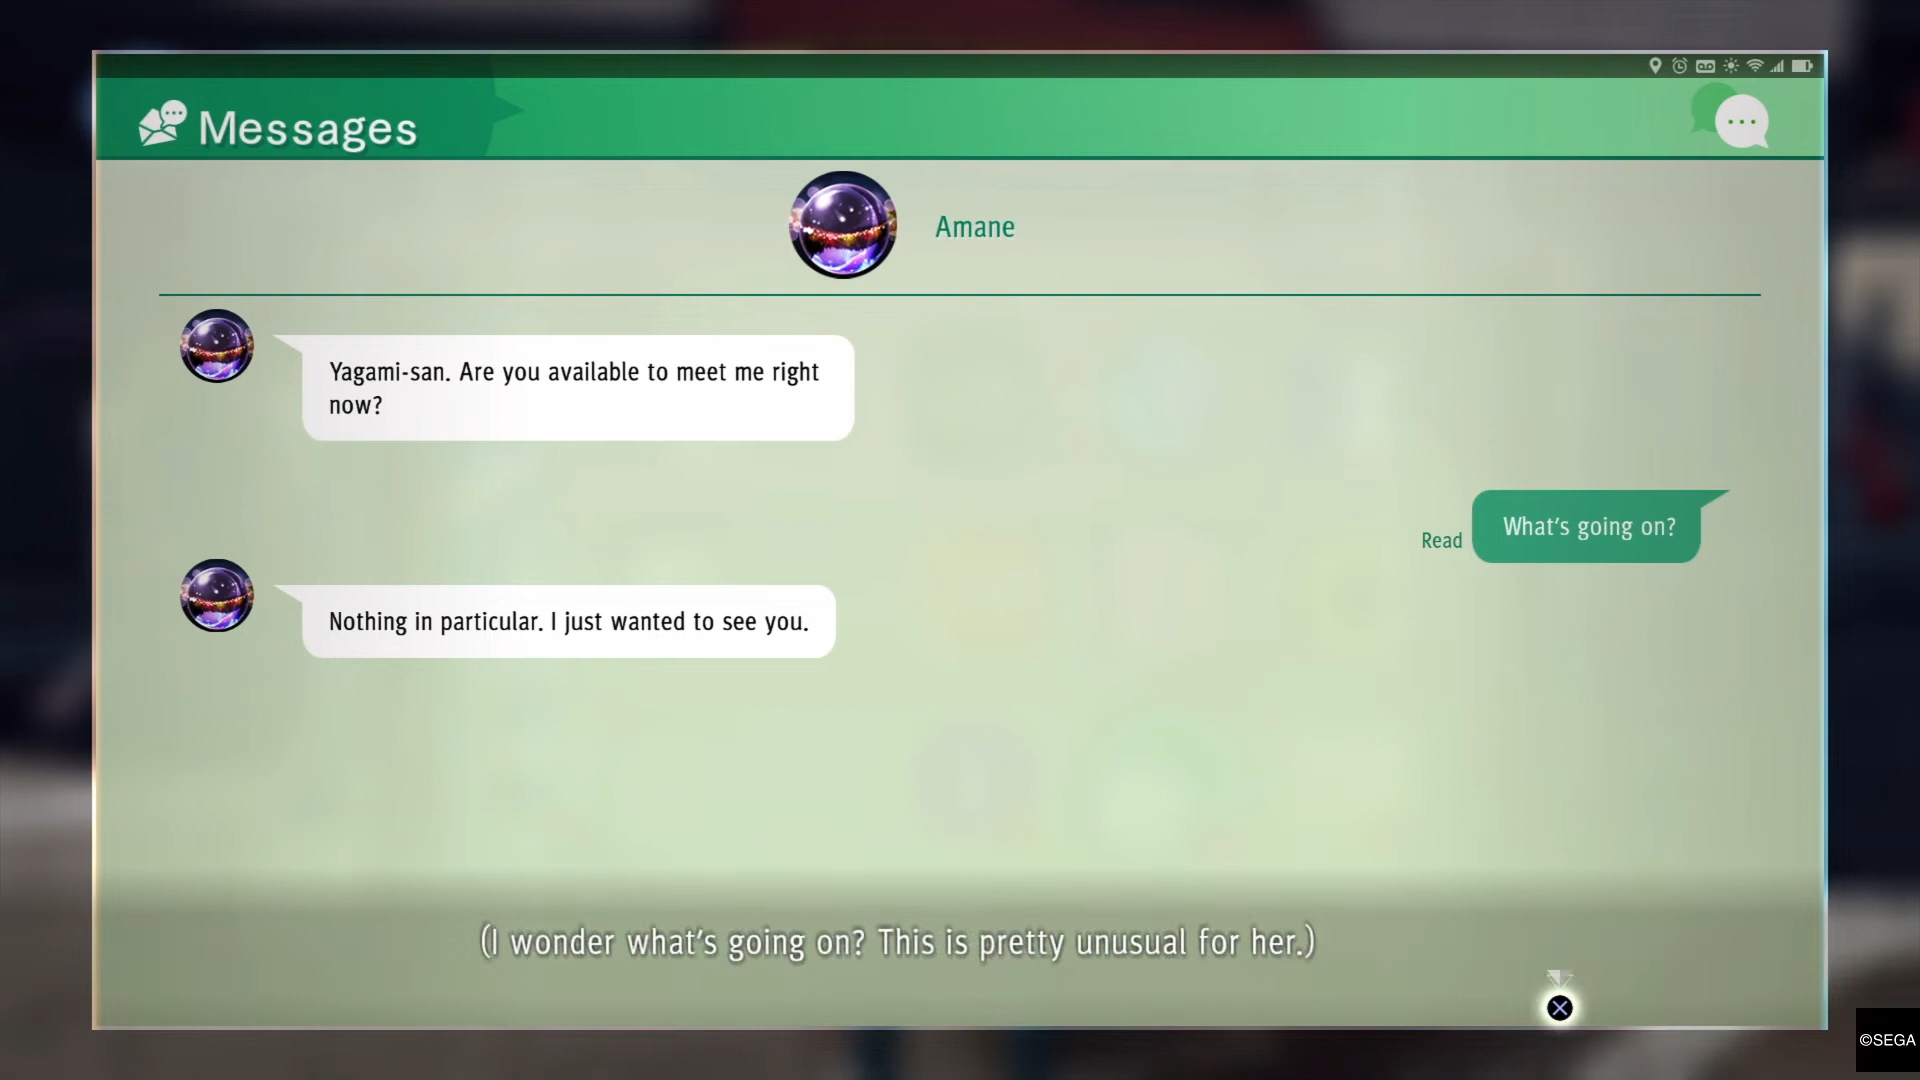 Messages
Amane
Yagami-san. Are you available to meet me right
now?
What's going on?
Read
Nothing in particular. I just wanted to see you.
(I wonder what's going on? This is pretty unusual for her.)
©SEGA